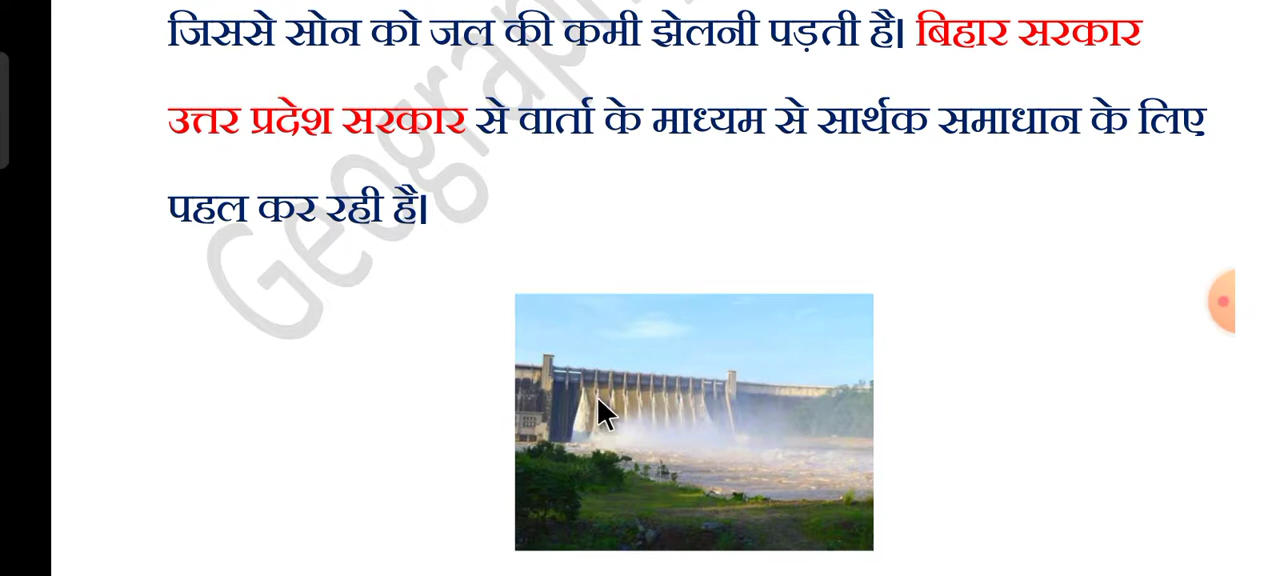 जिससे सोन को जल की कमी झेलनी पड़ती है। बिहार सरकार
उत्तर प्रदेश सरकार से वार्ता के माध्यम से सार्थक समाधान के लिए
पहल कर रही है।